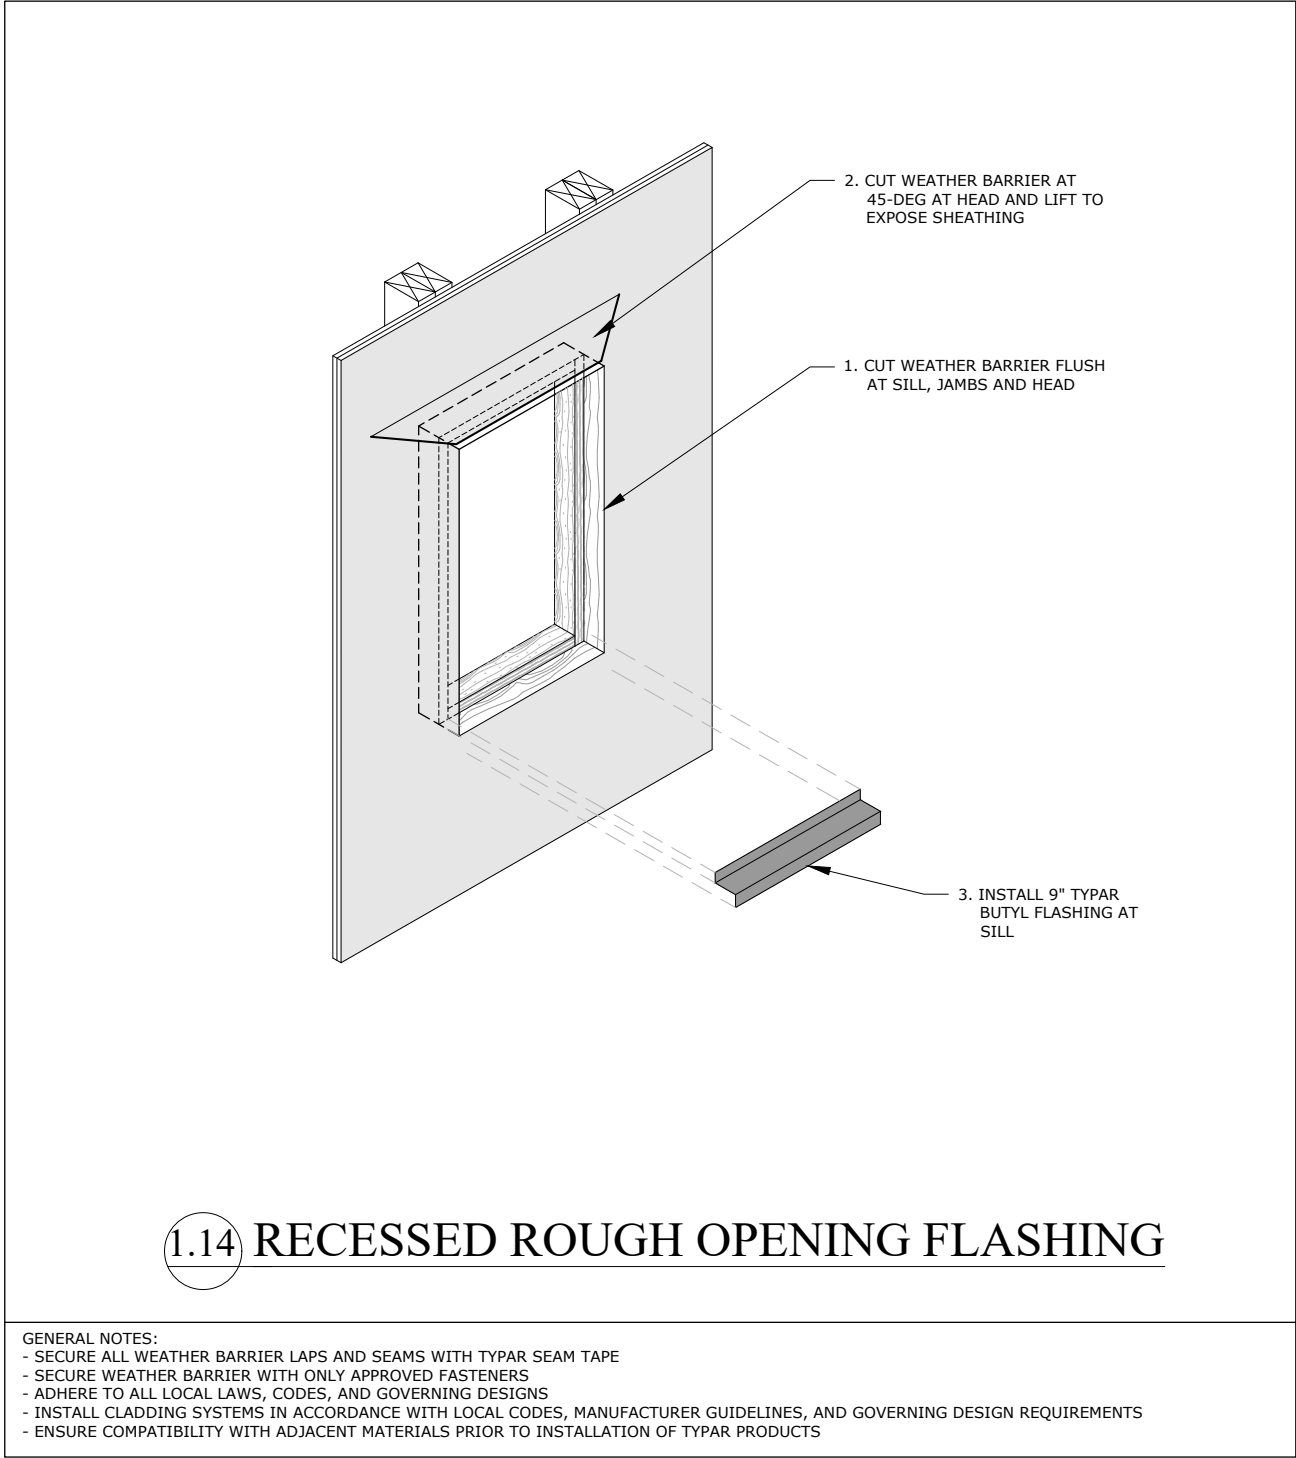 2. CUT WEATHER BARRIER AT
45-DEG AT HEAD AND LIFT TO
EXPOSE SHEATHING
1. CUT WEATHER BARRIER FLUSH
AT SILL, JAMBS AND HEAD
3. INSTALL 9" TYPAR
BUTYL FLASHING AT
SILL
1.14 RECESSED ROUGH OPENING FLASHING
GENERAL NOTES:
- SECURE ALL WEATHER BARRIER LAPS AND SEAMS WITH TYPAR SEAM TAPE
- SECURE WEATHER BARRIER WITH ONLY APPROVED FASTENERS
- ADHERE TO ALL LOCAL LAWS, CODES, AND GOVERNING DESIGNS
- INSTALL CLADDING SYSTEMS IN ACCORDANCE WITH LOCAL CODES, MANUFACTURER GUIDELINES, AND GOVERNING DESIGN REQUIREMENTS
- ENSURE COMPATIBILITY WITH ADJACENT MATERIALS PRIOR TO INSTALLATION OF TYPAR PRODUCTS